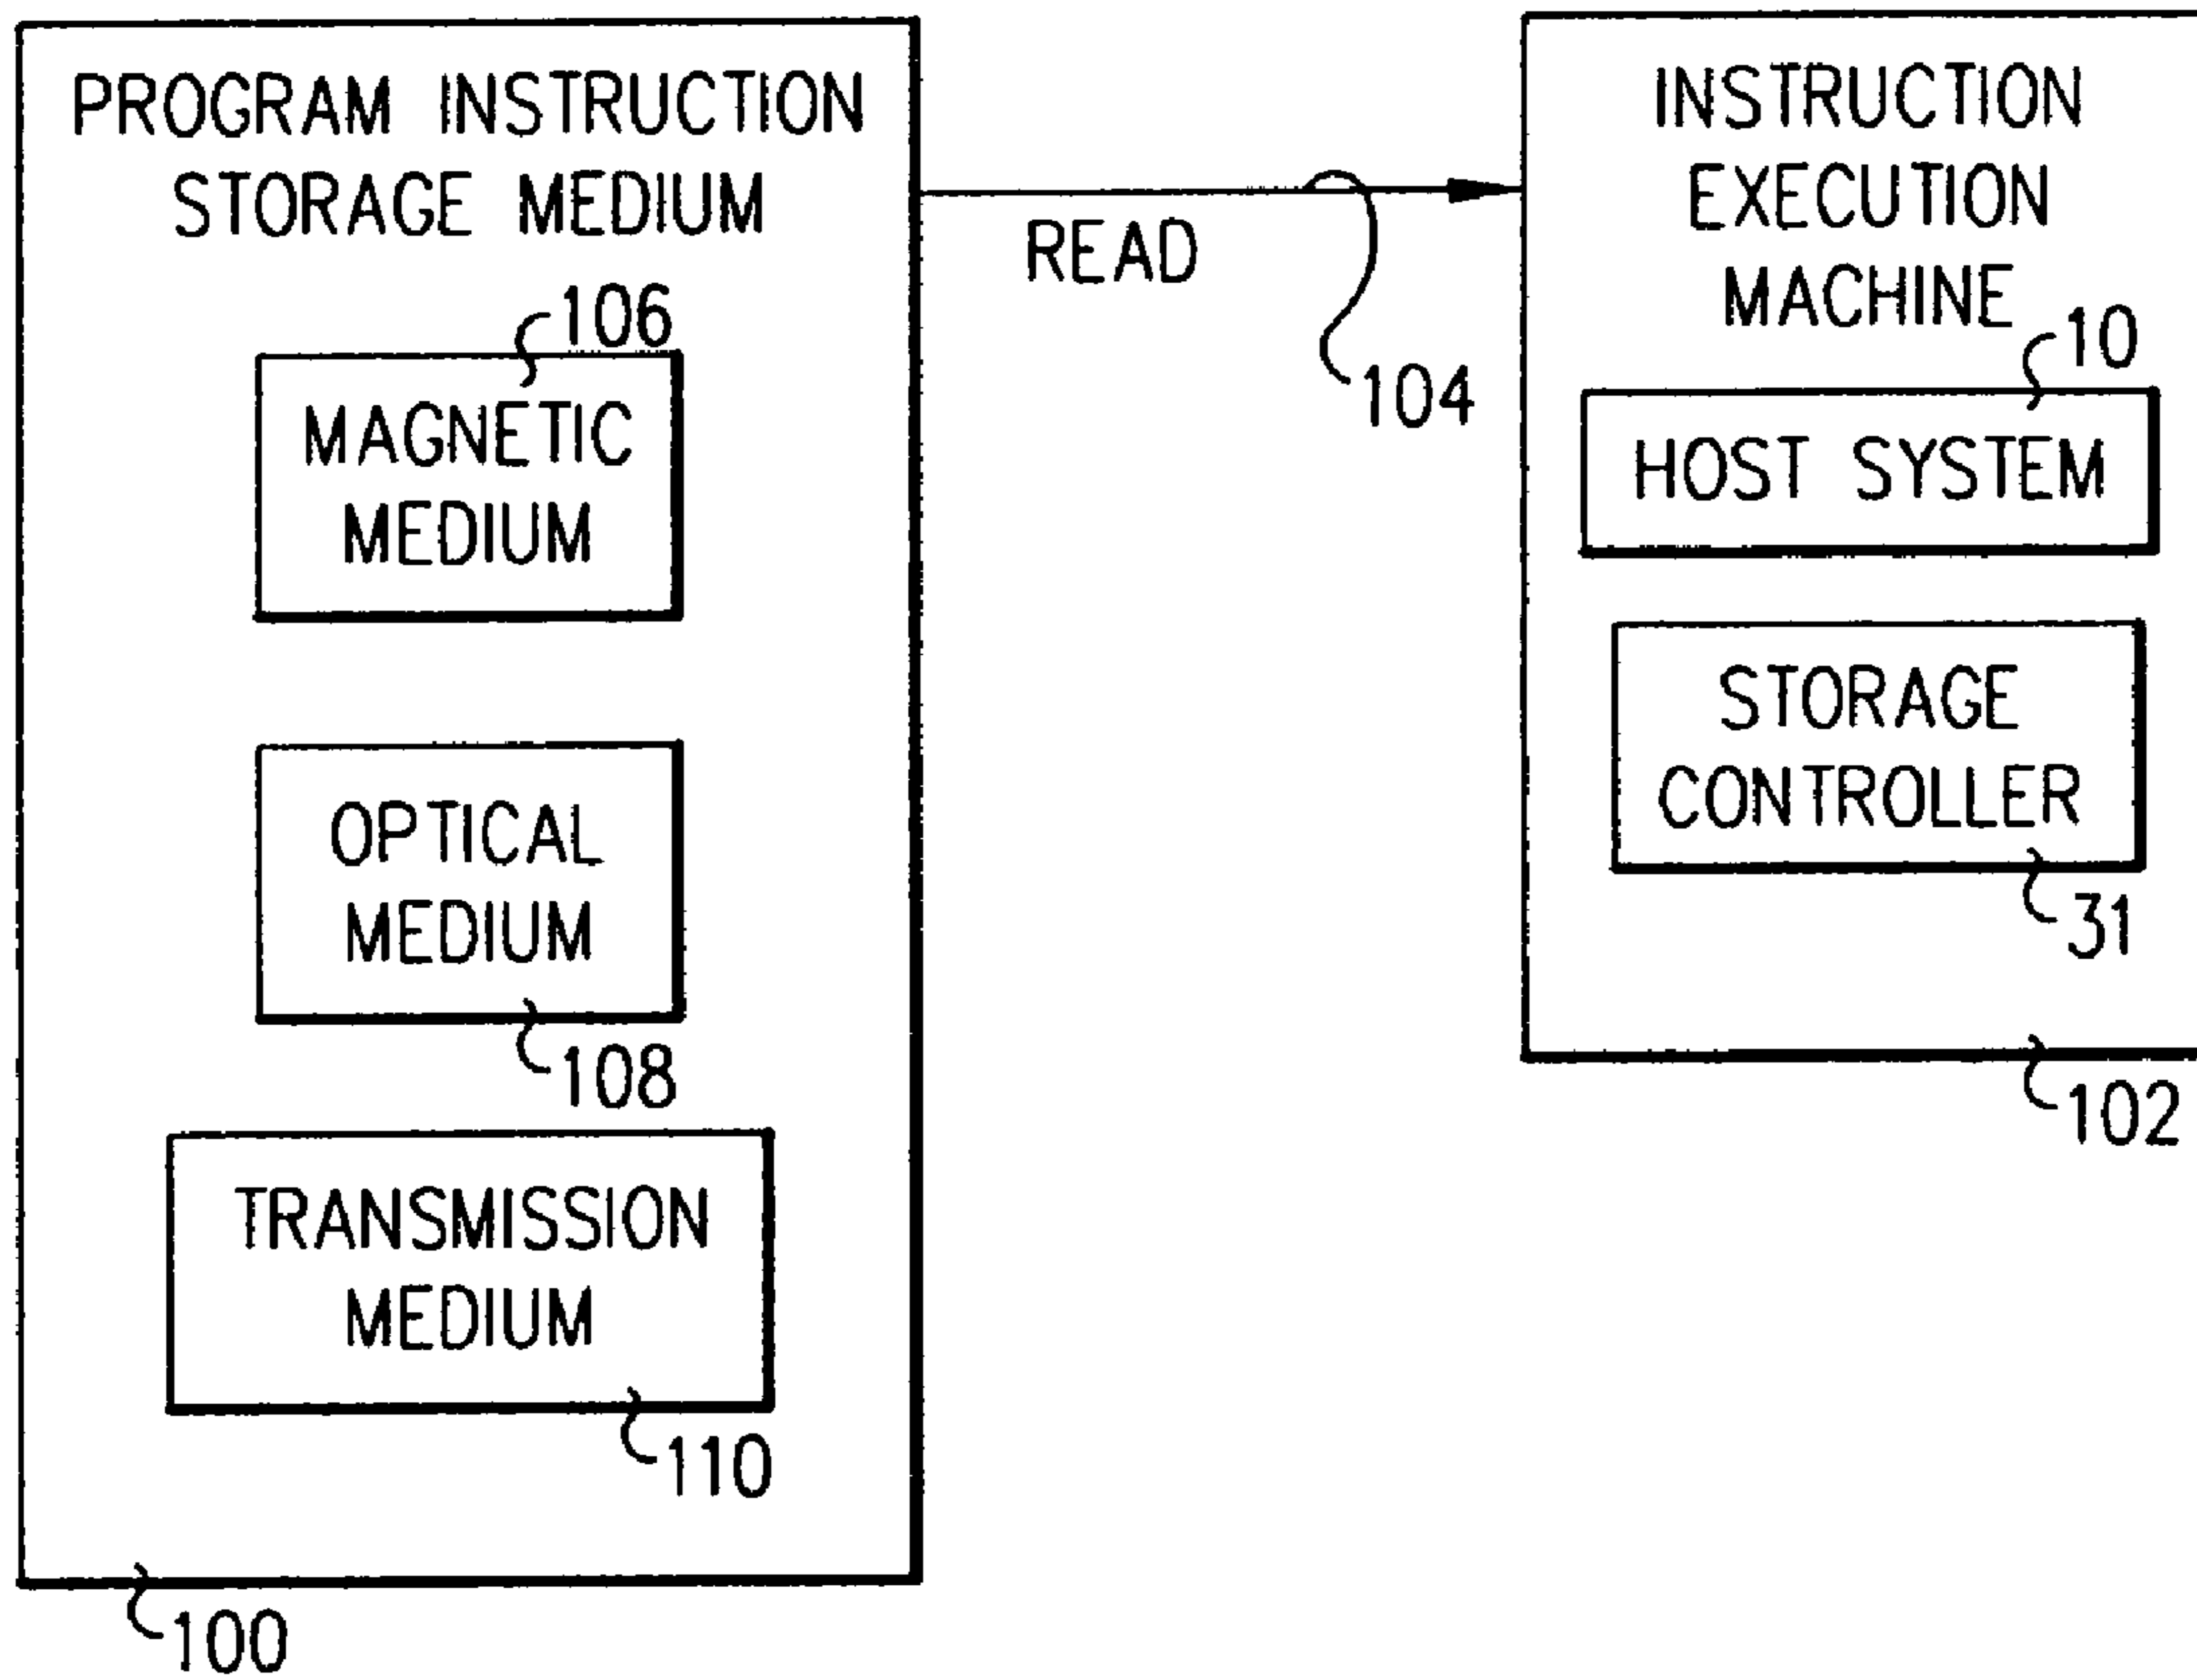 PROGRAM INSTRUCTION
STORAGE MEDIUM
106
MAGNETIC
MEDIUM
OPTICAL
MEDIUM
108
TRANSMISSION
MEDIUM
110
100
READ
104
INSTRUCTION
EXECUTION
MACHINE
10
HOST SYSTEM
STORAGE
CONTROLLER
31
102